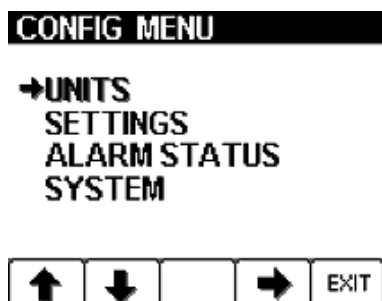 CONFIG MENU
UNITS
SETTINGS
ALARM STATUS
SYSTEM
EXIT